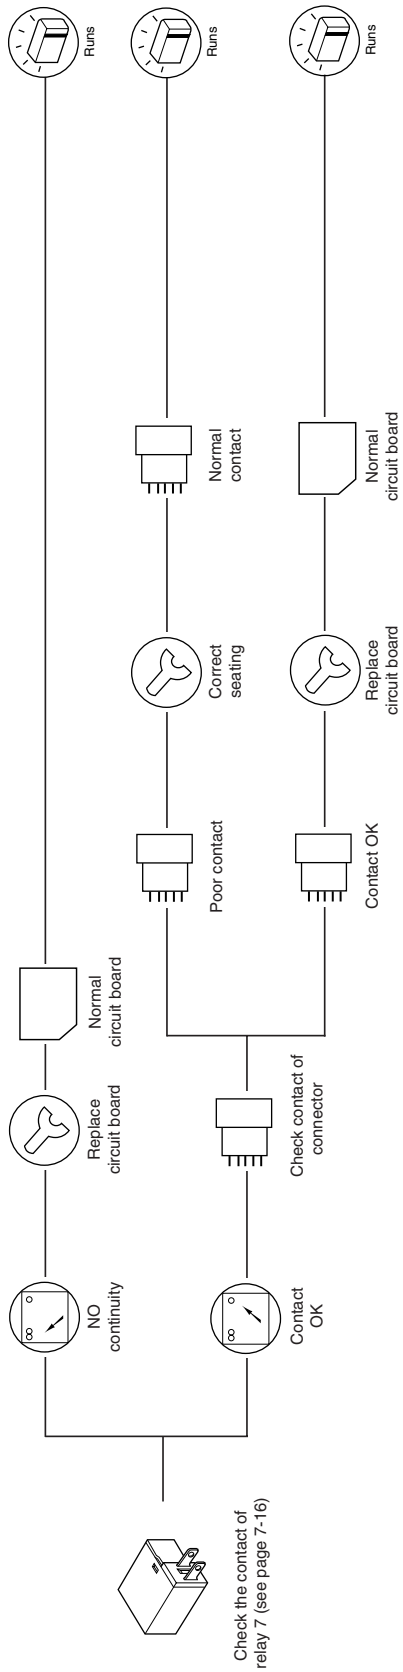 Check the contact of
relay 7 (see page 7-16)
NO
continuity
Replace
circuit board
Normal
circuit board
Runs
Contact
OK
Check contact of
connector
Poor contact
Correct
seating
Normal
contact
Runs
Contact OK
Replace
circuit board
Normal
circuit board
Runs